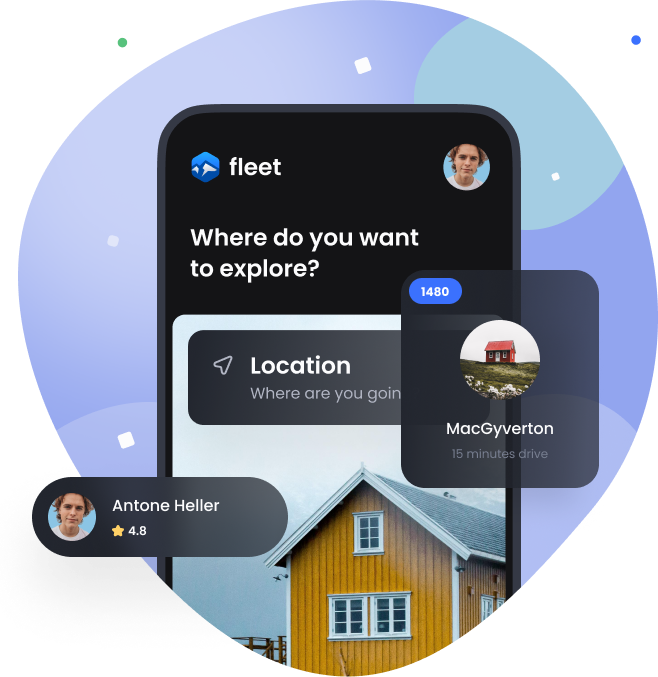 fleet
Where do you want
to explore?
1480
Location
Where are you goin
MacGyverton
15 minutes drive
Antone Heller
4.8